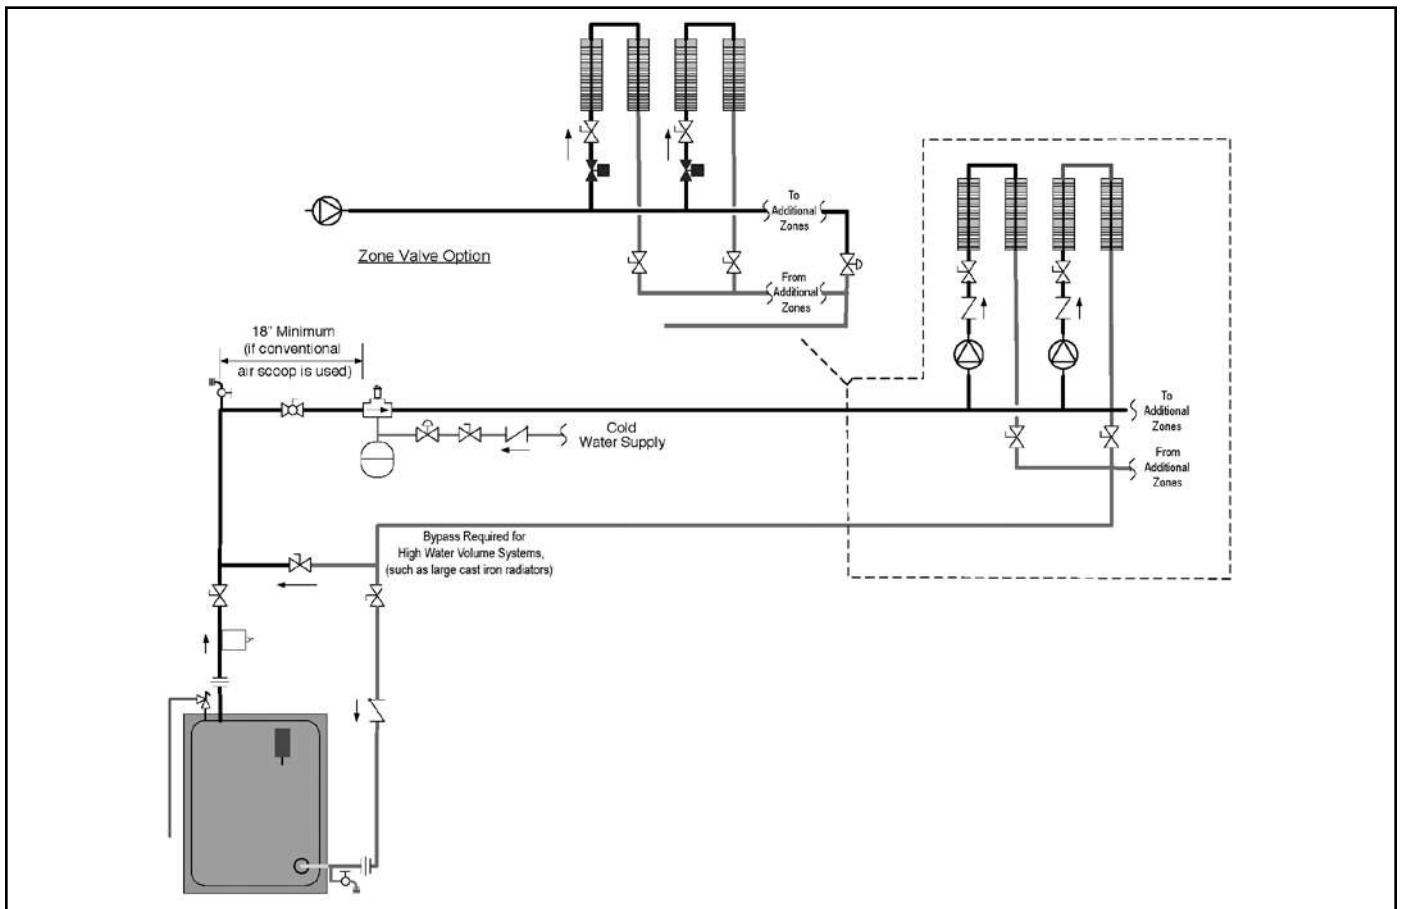 To
Additional
Zones
Zone Valve Option
From
Additional
Zones
18" Minimum
(if conventional
air scoop is used)
To
Additional
Zones
Cold
Water Supply
From
Additional
Zones
Bypass Required for
High Water Volume Systems,
(such as large cast iron radiators)